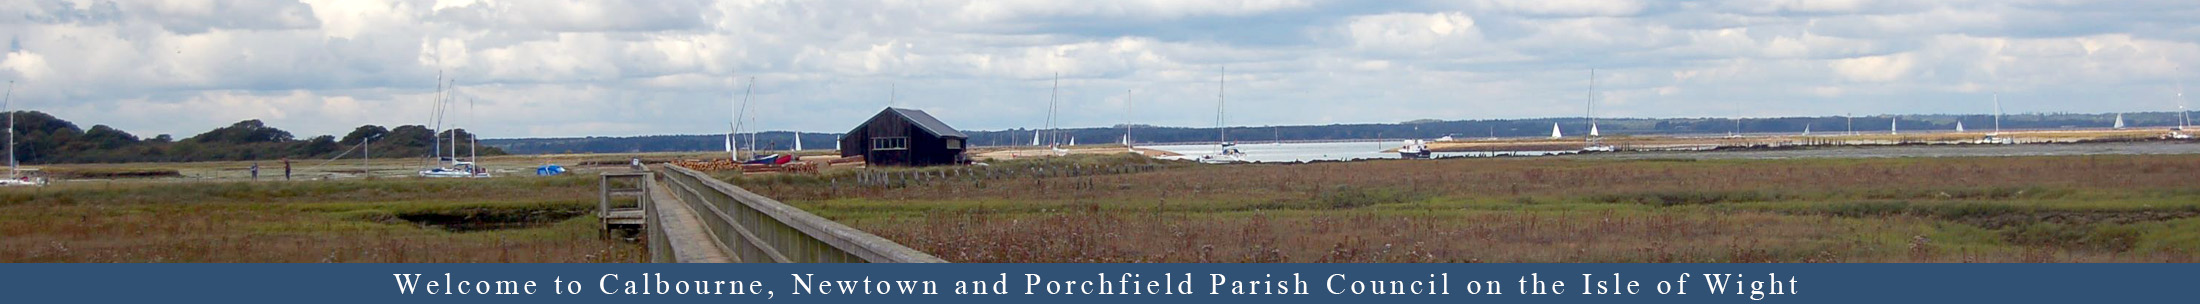 Welcome to Calbourne, Newtown and Porchfield Parish Council on the Isle of Wight